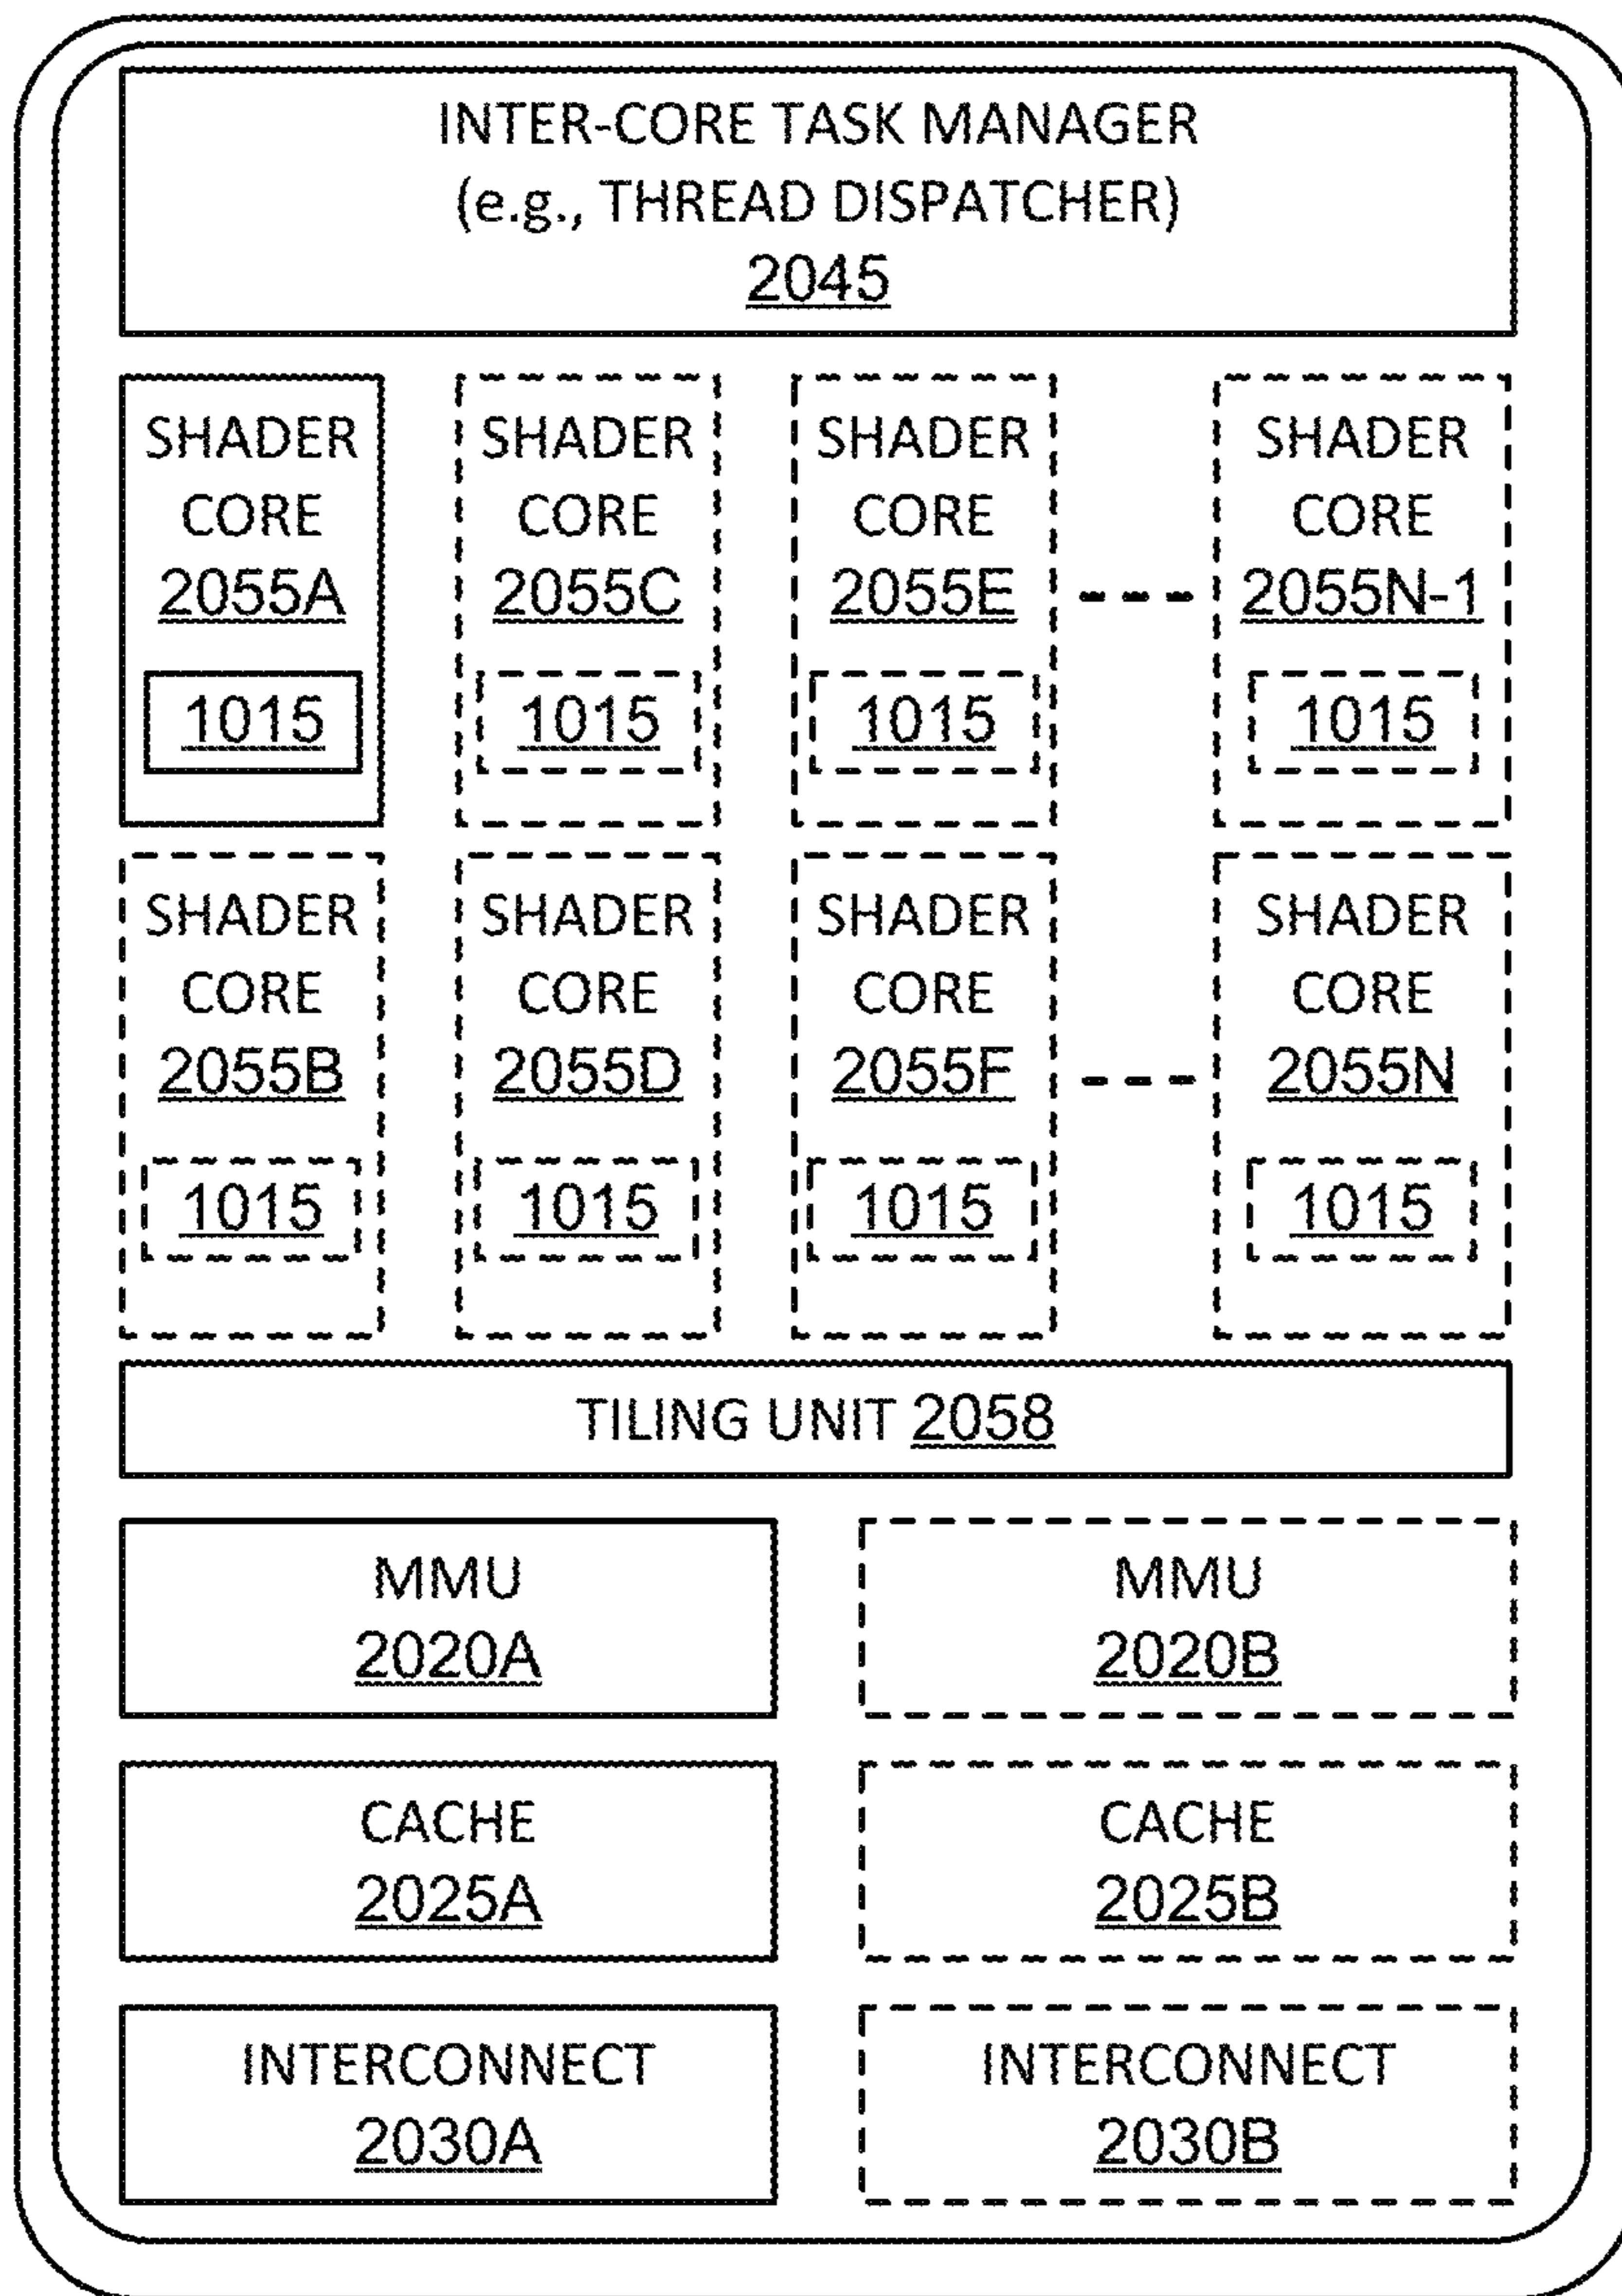 INTER-CORE TASK MANAGER
(e.g., THREAD DISPATCHER)
2045
SHADER
CORE
2055A
1015
SHADER
CORE
2055C
1015
SHADER
CORE
2055E
1015
SHADER
CORE
2055N-1
1015
SHADER
CORE
2055B
1015
SHADER
CORE
2055D
1015
SHADER
CORE
2055F
1015
SHADER
CORE
2055N
1015
TILING UNIT 2058
MMU
2020A
MMU
2020B
CACHE
2025A
CACHE
2025B
INTERCONNECT
2030A
INTERCONNECT
2030B